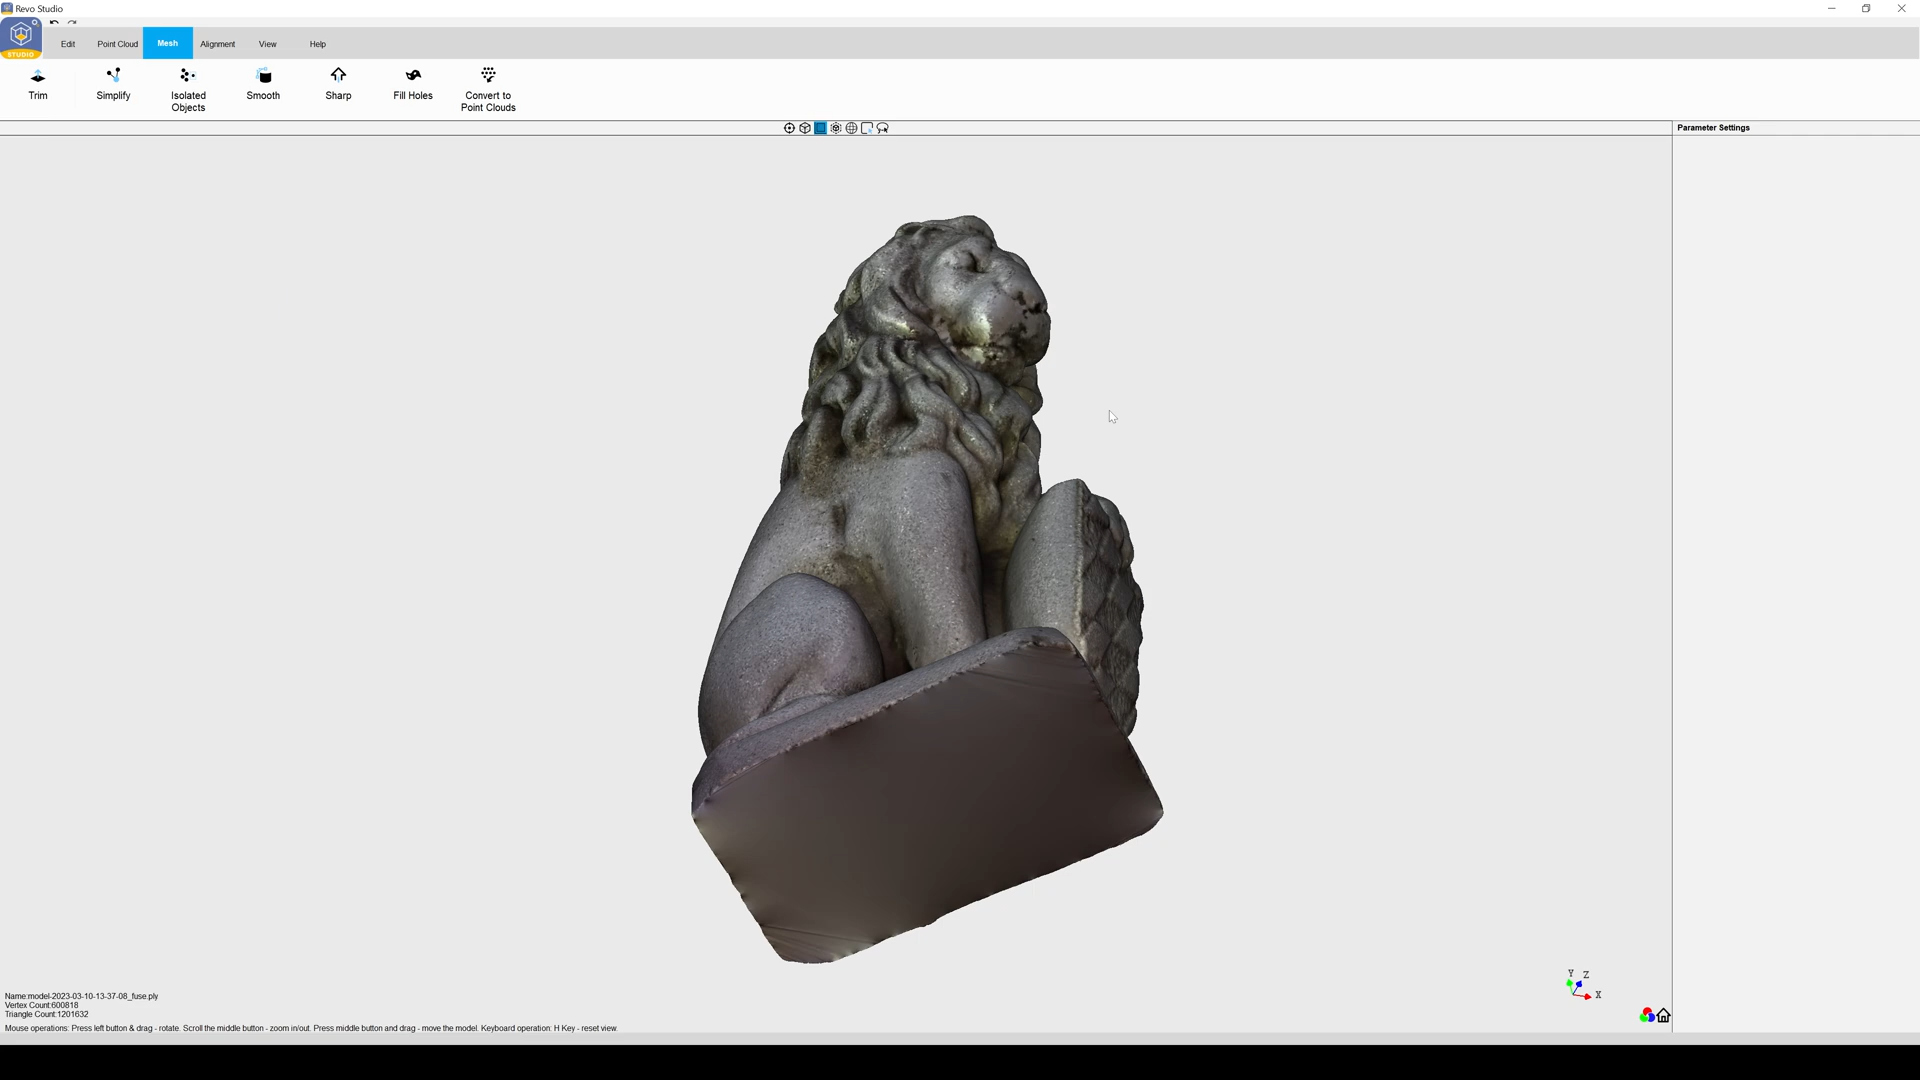 Revo Studio
STUDIO
Edit Point Cloud Mesh Alignment View Help
Trim Simplify Isolated Objects Smooth Sharp Fill Holes Convert to Point Clouds
Parameter Settings
Y Z
X
Name:model-2023-03-10-13-37-08_fuse.ply
Vertex Count:600818
Triangle Count:1201632
Mouse operations: Press left button & drag - rotate. Scroll the middle button - zoom in/out. Press middle button and drag - move the model. Keyboard operation: H Key - reset view.